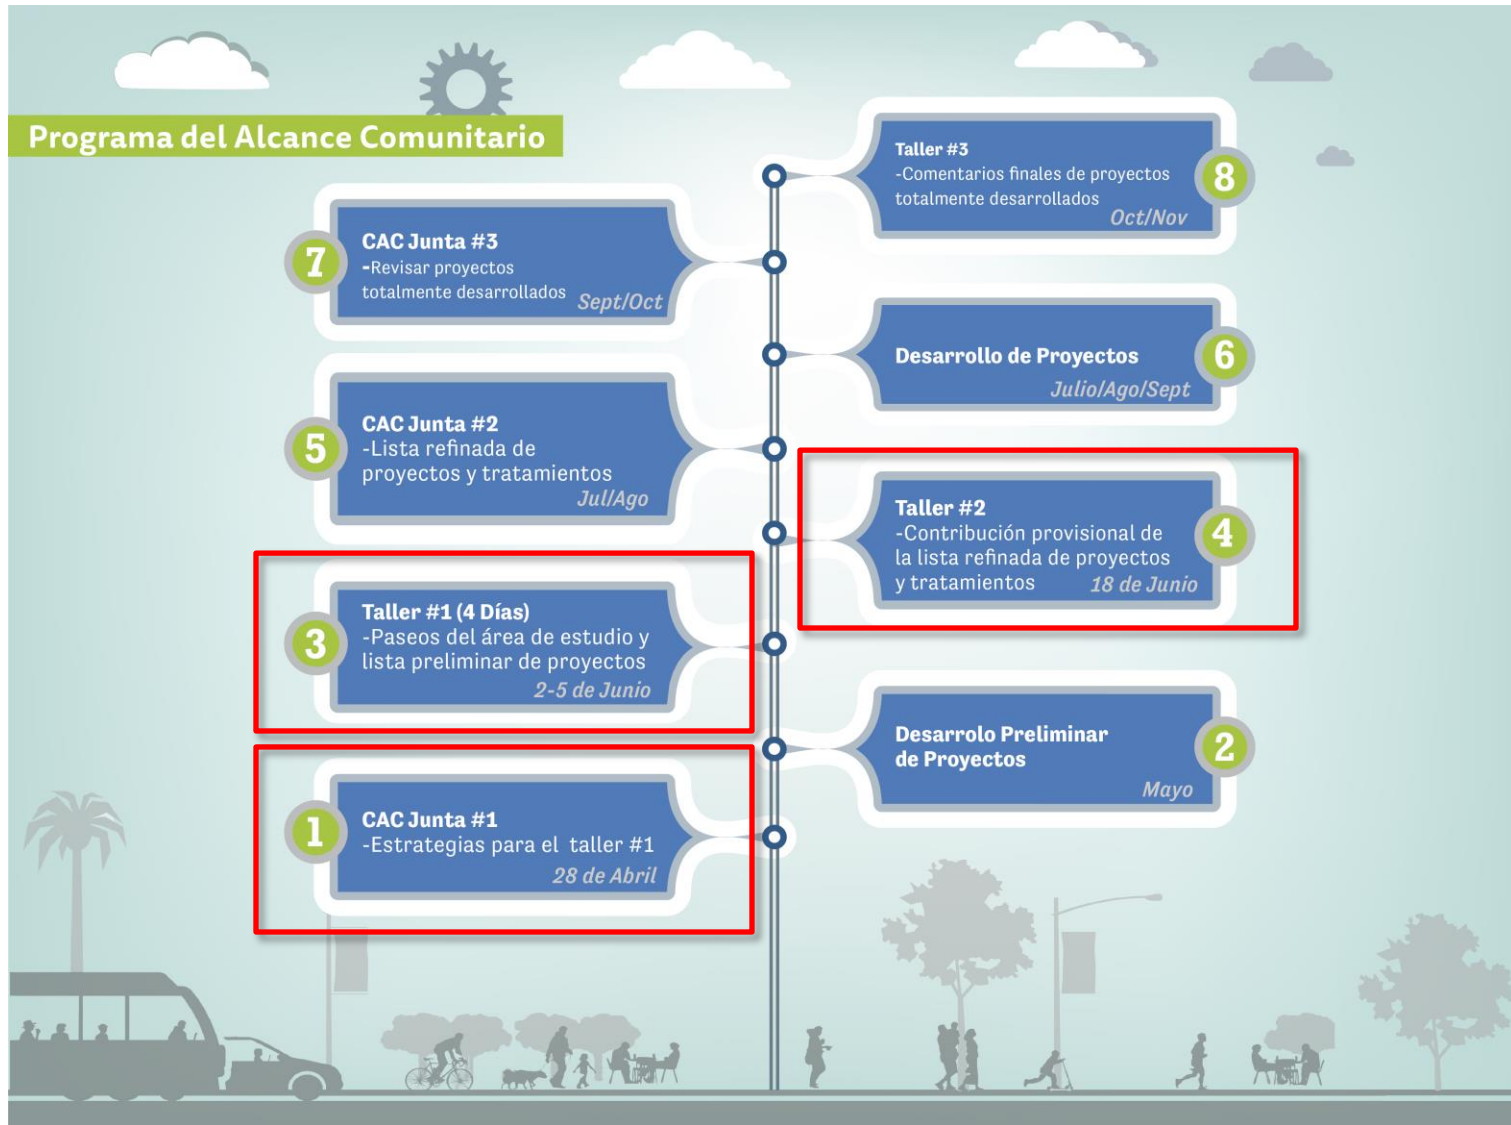 Programa del Alcance Comunitario
Taller #3
-Comentarios finales de proyectos
totalmente desarrollados
Oct/Nov
8
7
CAC Junta #3
-Revisar proyectos
totalmente desarrollados
Sept/Oct
Desarrollo de Proyectos
Julio/Ago/Sept
6
5
CAC Junta #2
-Lista refinada de
proyectos y tratamientos
Jul/Ago
Taller #2
-Contribución provisional de
la lista refinada de proyectos
y tratamientos 18 de Junio
4
3
Taller #1 (4 Días)
-Paseos del área de estudio y
lista preliminar de proyectos
2-5 de Junio
Desarrolo Preliminar
de Proyectos
Mayo
2
1
CAC Junta #1
-Estrategias para el taller #1
28 de Abril